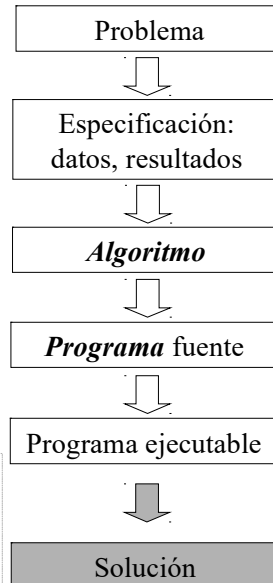 Problema
Especificación:
datos, resultados
Algoritmo
Programa fuente
Programa ejecutable
Solución